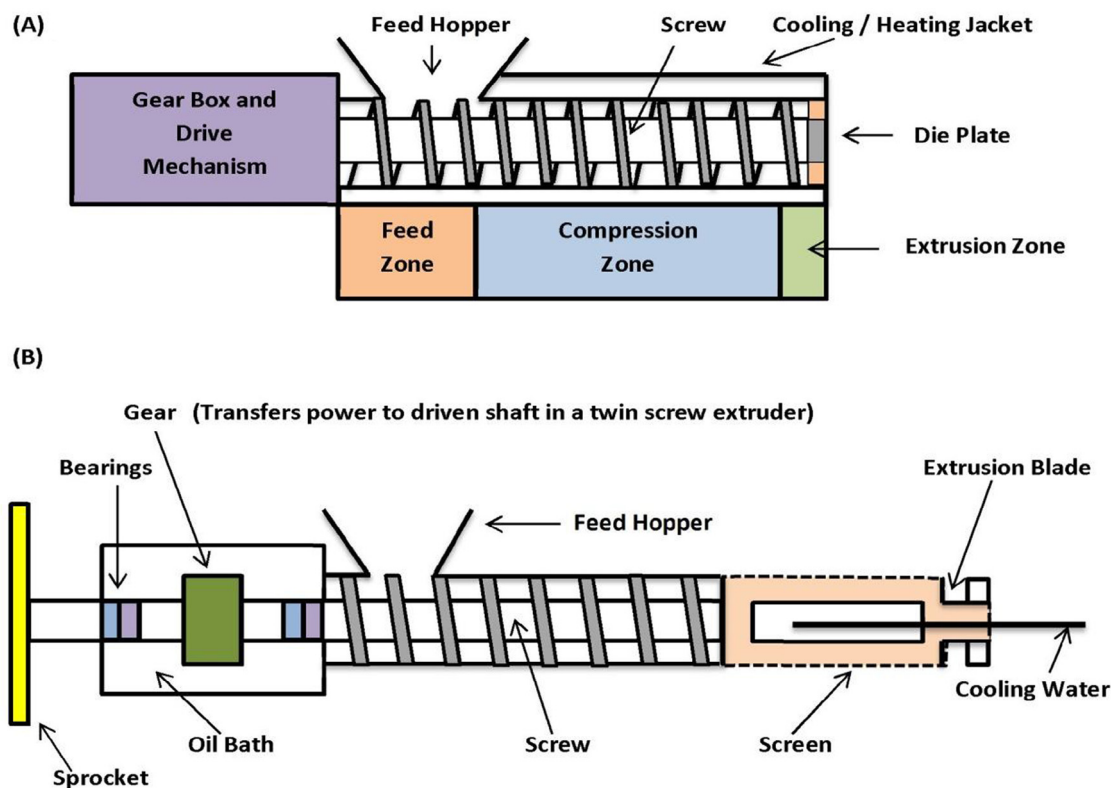 (A)
Feed Hopper
Screw
Cooling / Heating Jacket
Gear Box and
Drive
Mechanism
Die Plate
Feed
Zone
Compression
Zone
Extrusion Zone
(B)
Gear (Transfers power to driven shaft in a twin screw extruder)
Bearings
Extrusion Blade
Feed Hopper
Cooling Water
Oil Bath
Screw
Screen
Sprocket